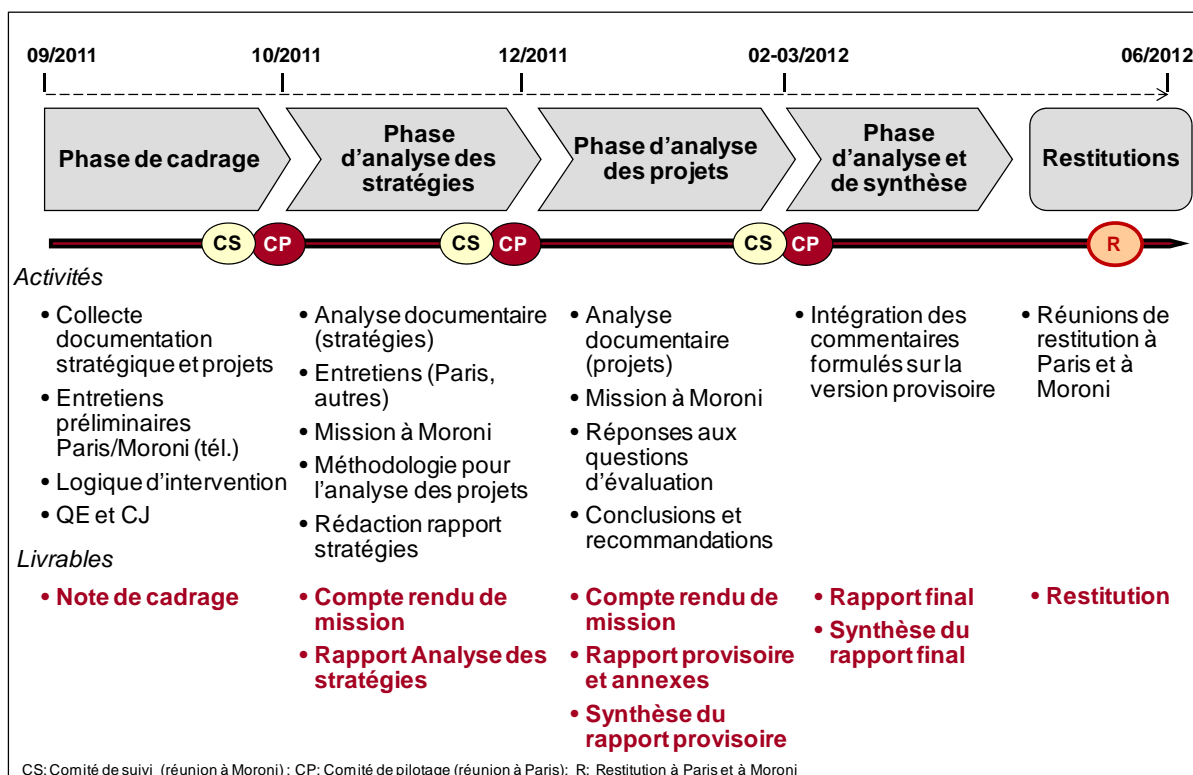 09/2011
10/2011
12/2011
02-03/2012
06/2012
Phase de cadrage
Phase
d'analyse des
stratégies
Phase d'analyse
des projets
Phase
d'analyse et
de synthèse
Restitutions
CS
CP
CS
CP
CS
CP
R
Activités
• Collecte
documentation
stratégique et projets
• Entretiens
préliminaires
Paris/Moroni (tél.)
• Logique d'intervention
• QE et CJ
• Analyse documentaire
(stratégies)
• Entretiens (Paris,
autres)
• Mission à Moroni
• Méthodologie pour
l'analyse des projets
• Rédaction rapport
stratégies
• Analyse
documentaire
(projets)
• Mission à Moroni
• Réponses aux
questions
d'évaluation
• Conclusions et
recommandations
• Intégration des
commentaires
formulés sur la
version provisoire
• Réunions de
restitution à
Paris et à
Moroni
Livrables
• Note de cadrage
• Compte rendu de
mission
• Rapport Analyse des
stratégies
• Compte rendu de
mission
• Rapport provisoire
et annexes
• Synthèse du
rapport provisoire
• Rapport final
• Synthèse du
rapport final
• Restitution
CS: Comité de suivi (réunion à Moroni) ; CP: Comité de pilotage (réunion à Paris); R: Restitution à Paris et à Moroni